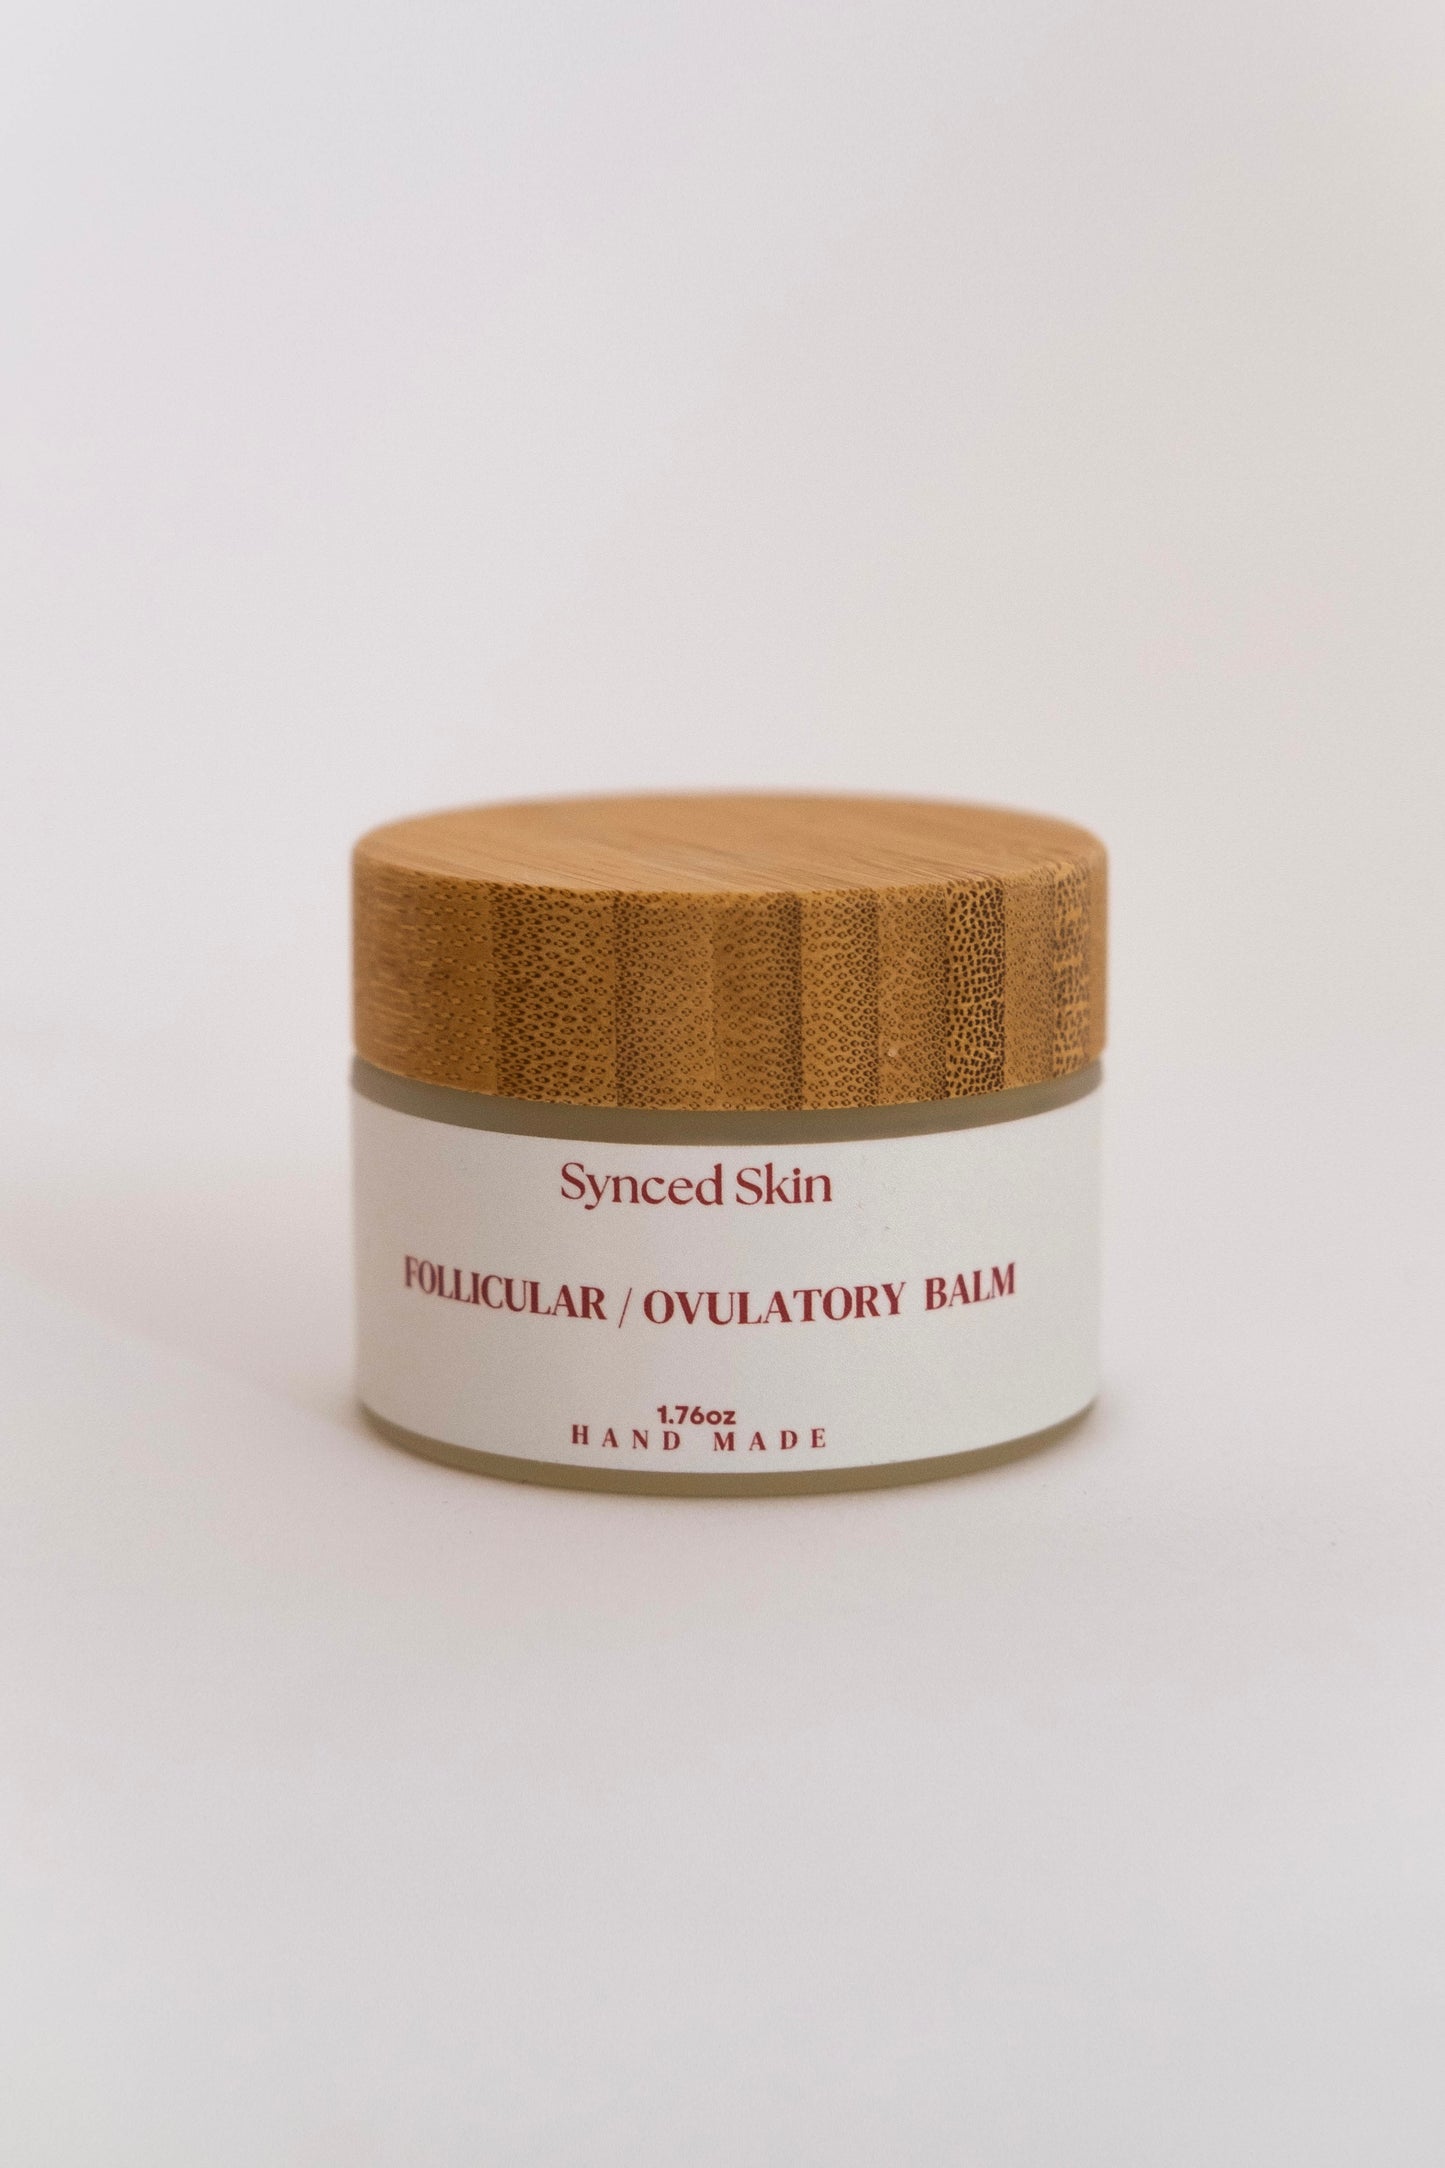 Synced Skin
FOLLICULAR / OVULATORY BALM
1.76oz
HAND MADE